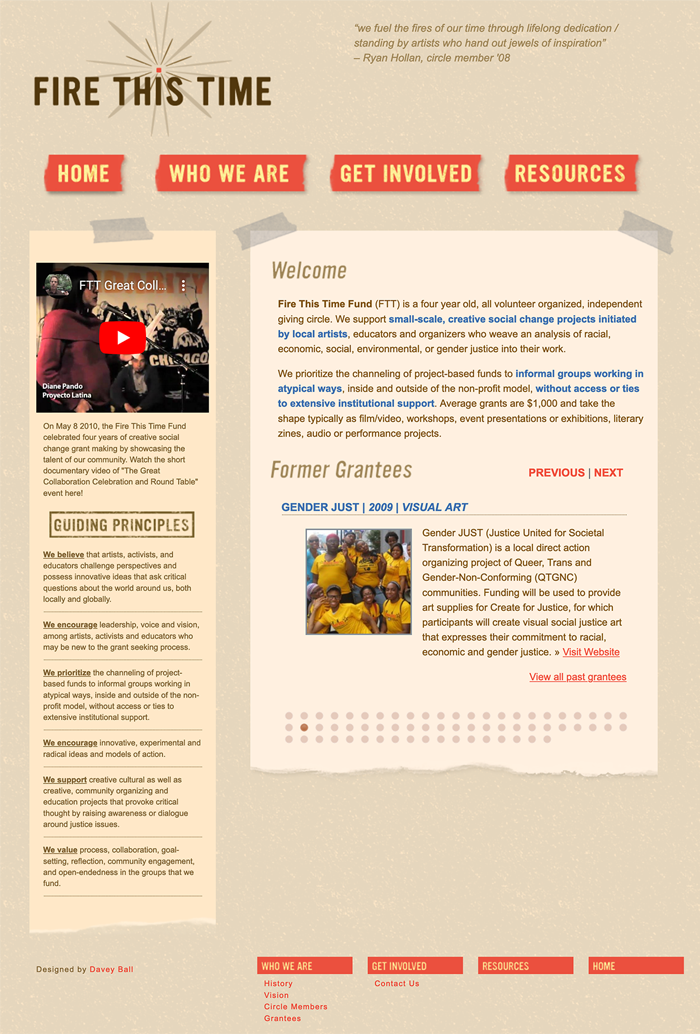 "we fuel the fires of our time through lifelong dedication /
standing by artists who hand out jewels of inspiration"
– Ryan Hollan, circle member '08
FIRE THIS TIME
HOME
WHO WE ARE
GET INVOLVED
RESOURCES
FTT Great Coll...
Diane Pando
Proyecto Latina
On May 8 2010, the Fire This Time Fund
celebrated four years of creative social
change grant making by showcasing the
talent of our community. Watch the short
documentary video of "The Great
Collaboration Celebration and Round Table"
event here!
GUIDING PRINCIPLES
We believe that artists, activists, and
educators challenge perspectives and
possess innovative ideas that ask critical
questions about the world around us, both
locally and globally.
We encourage leadership, voice and vision,
among artists, activists and educators who
may be new to the grant seeking process.
We prioritize the channeling of project-
based funds to informal groups working in
atypical ways, inside and outside of the non-
profit model, without access or ties to
extensive institutional support.
We encourage innovative, experimental and
radical ideas and models of action.
We support creative cultural as well as
creative, community organizing and
education projects that provoke critical
thought by raising awareness or dialogue
around justice issues.
We value process, collaboration, goal-
setting, reflection, community engagement,
and open-endedness in the groups that we
fund.
Welcome
Fire This Time Fund (FTT) is a four year old, all volunteer organized, independent
giving circle. We support small-scale, creative social change projects initiated
by local artists, educators and organizers who weave an analysis of racial,
economic, social, environmental, or gender justice into their work.
We prioritize the channeling of project-based funds to informal groups working in
atypical ways, inside and outside of the non-profit model, without access or ties
to extensive institutional support. Average grants are $1,000 and take the
shape typically as film/video, workshops, event presentations or exhibitions, literary
zines, audio or performance projects.
Former Grantees
PREVIOUS | NEXT
GENDER JUST | 2009 | VISUAL ART
Gender JUST (Justice United for Societal
Transformation) is a local direct action
organizing project of Queer, Trans and
Gender-Non-Conforming (QTGNC)
communities. Funding will be used to provide
art supplies for Create for Justice, for which
participants will create visual social justice art
that expresses their commitment to racial,
economic and gender justice. » Visit Website
View all past grantees
Designed by Davey Ball
WHO WE ARE
History
Vision
Circle Members
Grantees
GET INVOLVED
Contact Us
RESOURCES
HOME